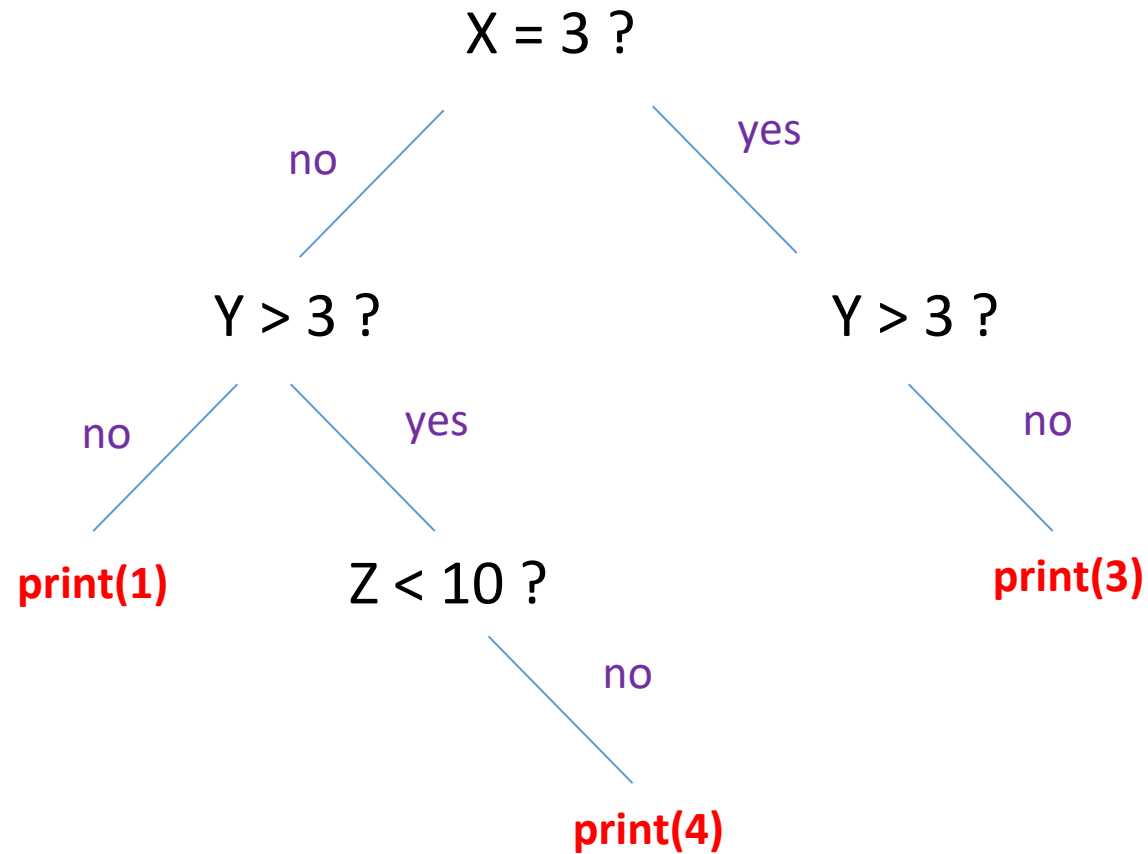 X = 3 ?
no
yes
Y > 3 ?
Y > 3 ?
no
yes
no
print(1)
Z < 10 ?
print(3)
no
print(4)